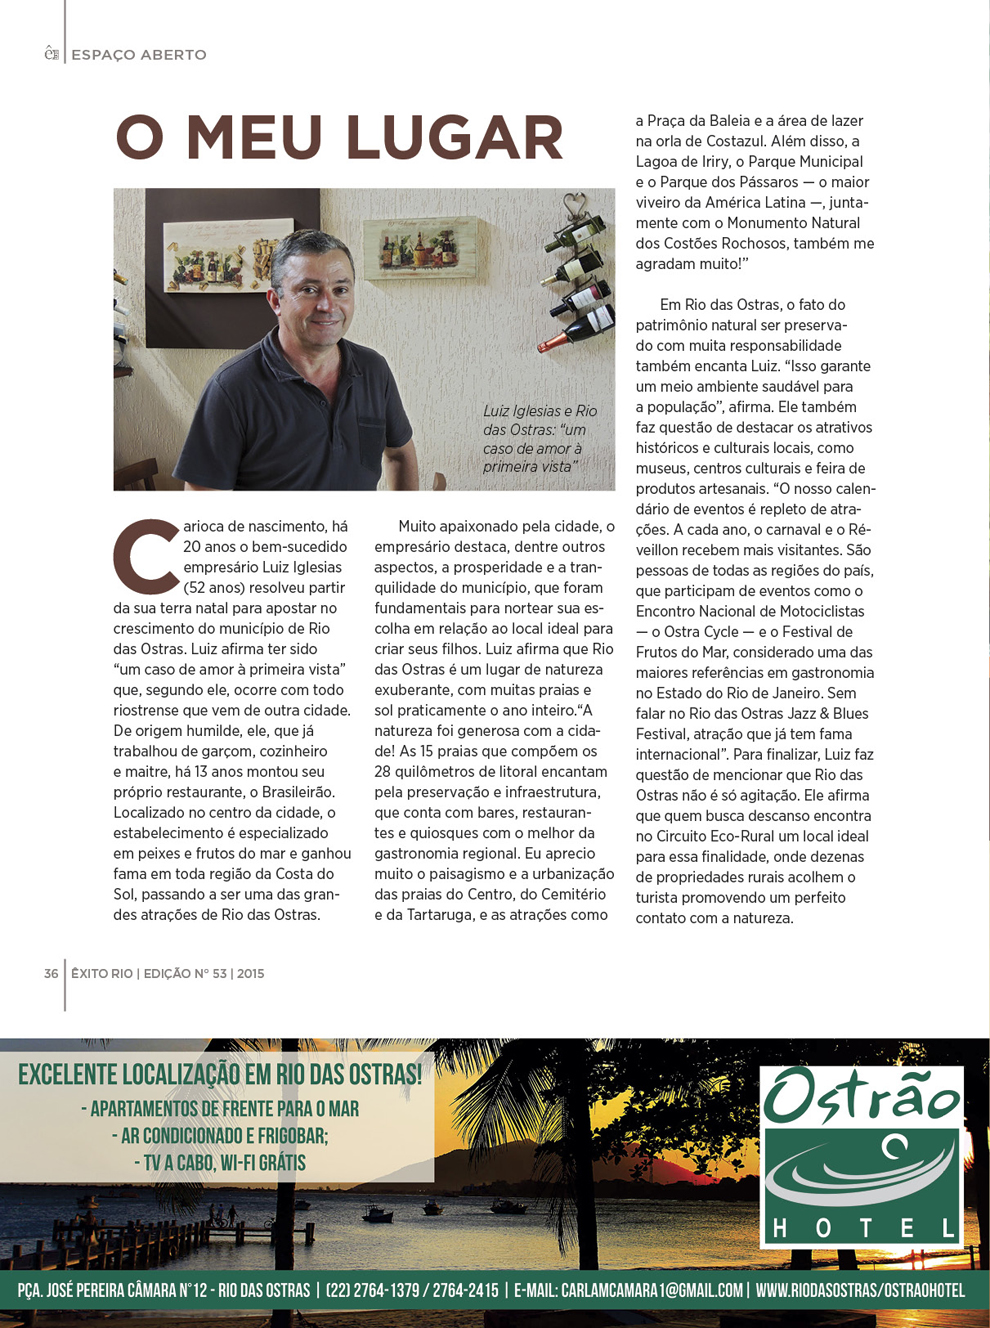 ESPAÇO ABERTO
O MEU LUGAR
Luiz Iglesias e Rio
das Ostras: “um
caso de amor à
primeira vista”
Carioca de nascimento, há
20 anos o bem-sucedido
empresário Luiz Iglesias
(52 anos) resolveu partir
da sua terra natal para apostar no
crescimento do município de Rio
das Ostras. Luiz afirma ter sido
“um caso de amor à primeira vista”
que, segundo ele, ocorre com todo
riostrense que vem de outra cidade.
De origem humilde, ele, que já
trabalhou de garçom, cozinheiro
e maitre, há 13 anos montou seu
próprio restaurante, o Brasileirão.
Localizado no centro da cidade, o
estabelecimento é especializado
em peixes e frutos do mar e ganhou
fama em toda região da Costa do
Sol, passando a ser uma das gran-
des atrações de Rio das Ostras.
Muito apaixonado pela cidade, o
empresário destaca, dentre outros
aspectos, a prosperidade e a tran-
quilidade do município, que foram
fundamentais para nortear sua es-
colha em relação ao local ideal para
criar seus filhos. Luiz afirma que Rio
das Ostras é um lugar de natureza
exuberante, com muitas praias e
sol praticamente o ano inteiro.“A
natureza foi generosa com a cida-
de! As 15 praias que compõem os
28 quilômetros de litoral encantam
pela preservação e infraestrutura,
que conta com bares, restauran-
tes e quiosques com o melhor da
gastronomia regional. Eu aprecio
muito o paisagismo e a urbanização
das praias do Centro, do Cemitério
e da Tartaruga, e as atrações como
a Praça da Baleia e a área de lazer
na orla de Costazul. Além disso, a
Lagoa de Iriry, o Parque Municipal
e o Parque dos Pássaros — o maior
viveiro da América Latina —, junta-
mente com o Monumento Natural
dos Costões Rochosos, também me
agradam muito!”
Em Rio das Ostras, o fato do
patrimônio natural ser preserva-
do com muita responsabilidade
também encanta Luiz. “Isso garante
um meio ambiente saudável para
a população”, afirma. Ele também
faz questão de destacar os atrativos
históricos e culturais locais, como
museus, centros culturais e feira de
produtos artesanais. “O nosso calen-
dário de eventos é repleto de atra-
ções. A cada ano, o carnaval e o Ré-
veillon recebem mais visitantes. São
pessoas de todas as regiões do país,
que participam de eventos como o
Encontro Nacional de Motociclistas
— o Ostra Cycle — e o Festival de
Frutos do Mar, considerado uma das
maiores referências em gastronomia
no Estado do Rio de Janeiro. Sem
falar no Rio das Ostras Jazz & Blues
Festival, atração que já tem fama
internacional”. Para finalizar, Luiz faz
questão de mencionar que Rio das
Ostras não é só agitação. Ele afirma
que quem busca descanso encontra
no Circuito Eco-Rural um local ideal
para essa finalidade, onde dezenas
de propriedades rurais acolhem o
turista promovendo um perfeito
contato com a natureza.
36 ÊXITO RIO | EDIÇÃO Nº 53 | 2015
EXCELENTE LOCALIZAÇÃO EM RIO DAS OSTRAS!
- APARTAMENTOS DE FRENTE PARA O MAR
- AR CONDICIONADO E FRIGOBAR;
- TV A CABO, WI-FI GRÁTIS
Ostrão
HOTEL
PÇA. JOSÉ PEREIRA CÂMARA N°12 - RIO DAS OSTRAS | (22) 2764-1379 / 2764-2415 | E-MAIL: CARLAMCAMARA1@GMAIL.COM | WWW.RIODASOSTRAS/OSTRAOHOTEL